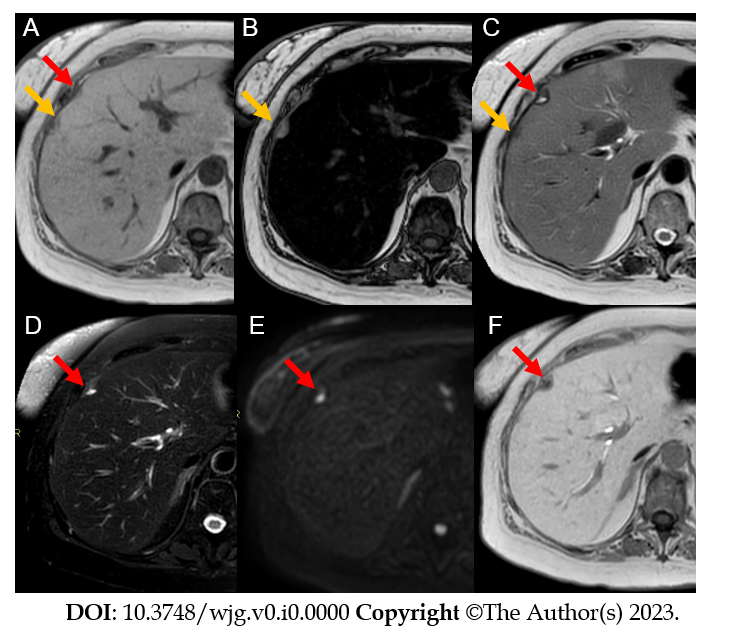 A B C
D E F
R
DOI: 10.3748/wjg.v0.i0.0000 Copyright ©The Author(s) 2023.